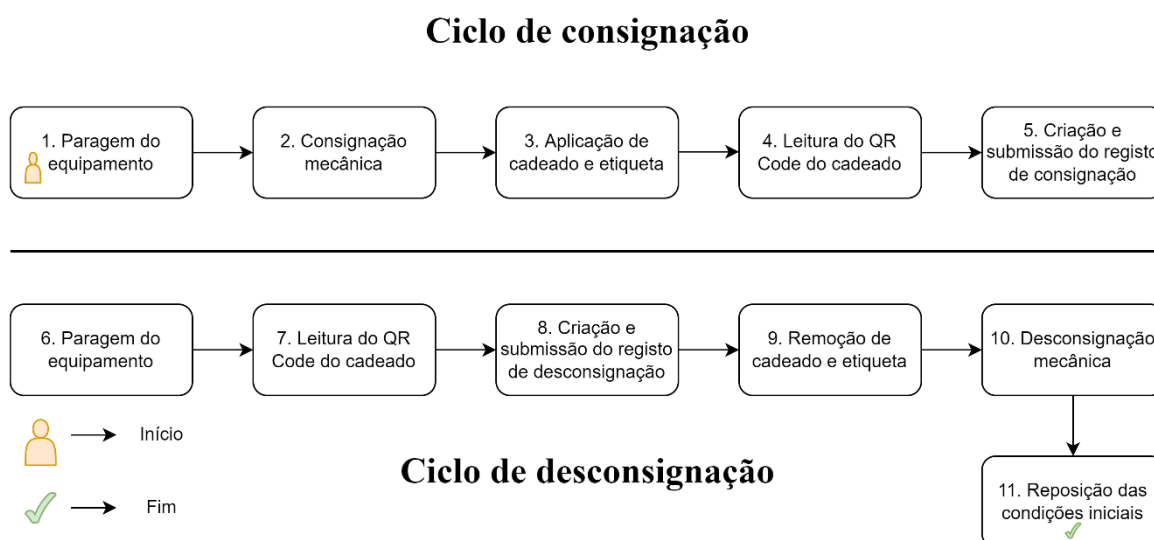 Ciclo de consignação
1. Paragem do
equipamento
2. Consignação
mecânica
3. Aplicação de
cadeado e etiqueta
4. Leitura do QR
Code do cadeado
5. Criação e
submissão do registo
de consignação
6. Paragem do
equipamento
7. Leitura do QR
Code do cadeado
8. Criação e
submissão do registo
de desconsignação
9. Remoção de
cadeado e etiqueta
10. Desconsignação
mecânica
11. Reposição das
condições iniciais
Início
Fim
Ciclo de desconsignação